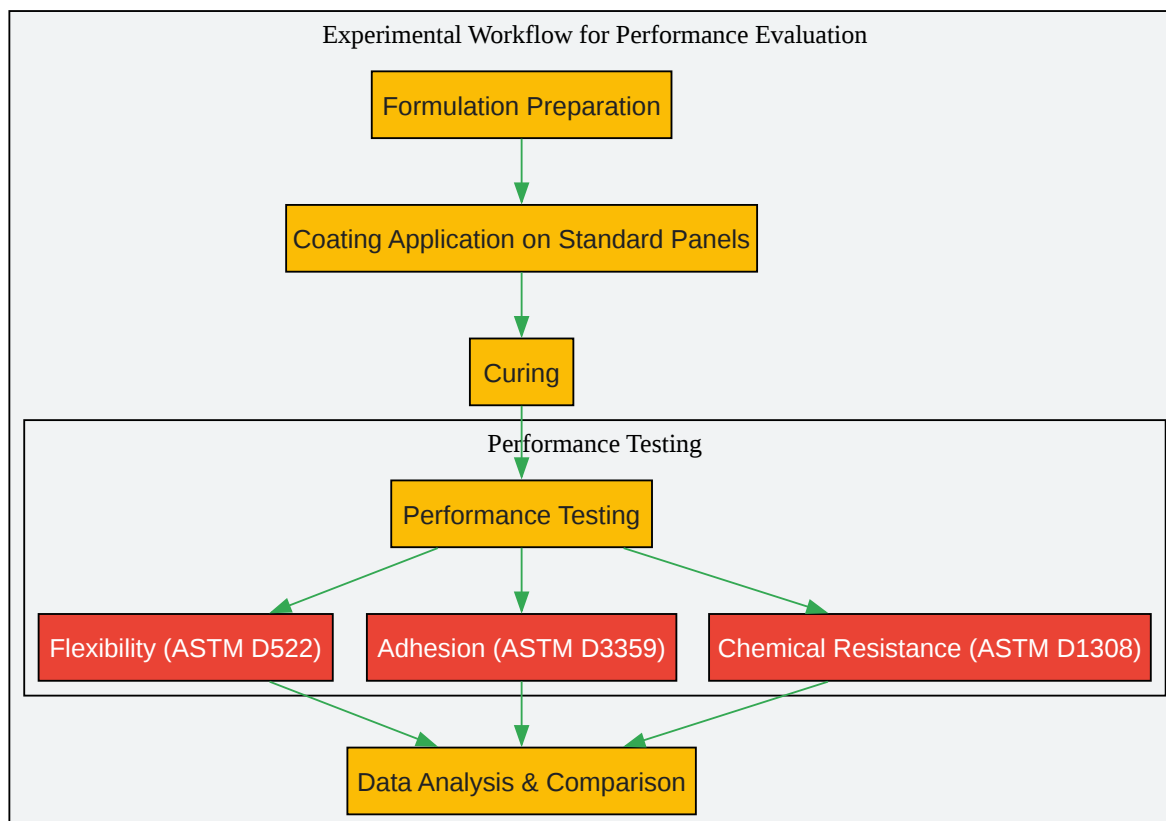 Experimental Workflow for Performance Evaluation
Formulation Preparation
Coating Application on Standard Panels
Curing
Performance Testing
Performance Testing
Flexibility (ASTM D522)
Adhesion (ASTM D3359)
Chemical Resistance (ASTM D1308)
Data Analysis & Comparison